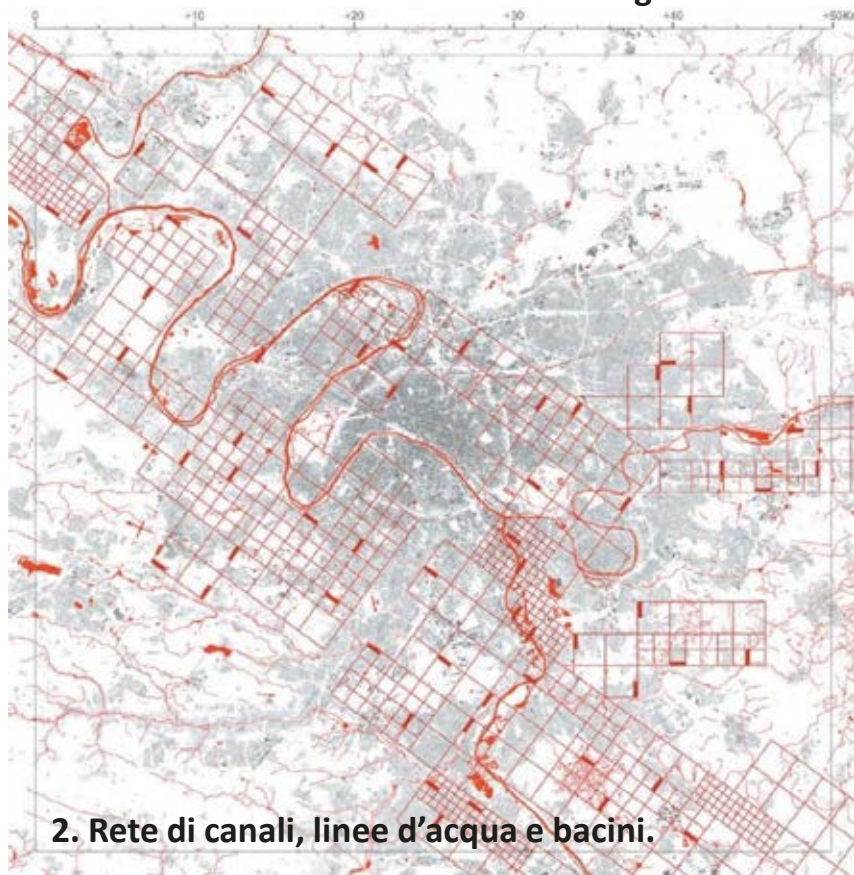 0 +10 +20 +30 +40 +50Km
2. Rete di canali, linee d’acqua e bacini.